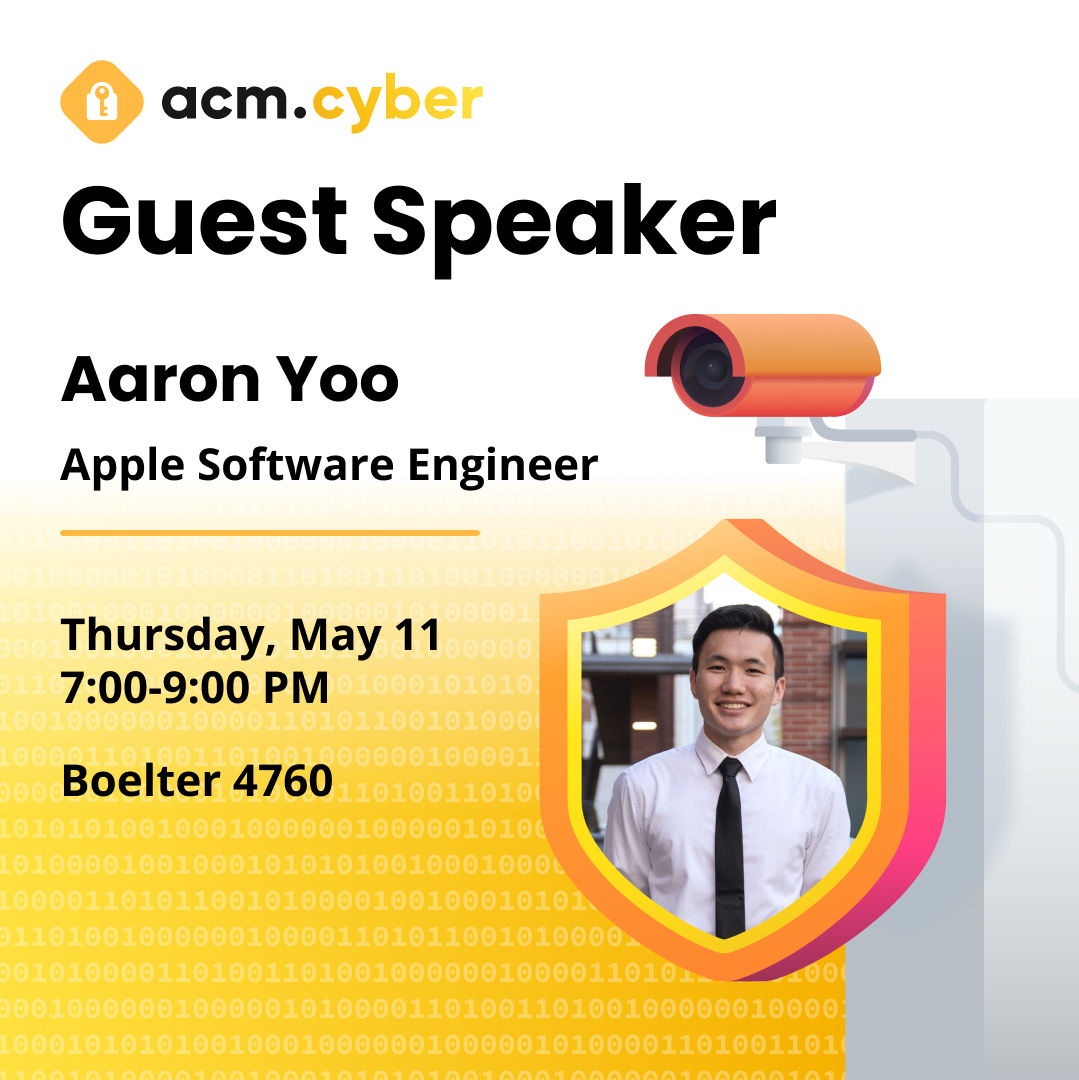 acm.cyber
Guest Speaker
Aaron Yoo
Apple Software Engineer
Thursday, May 11
7:00-9:00 PM
Boelter 4760